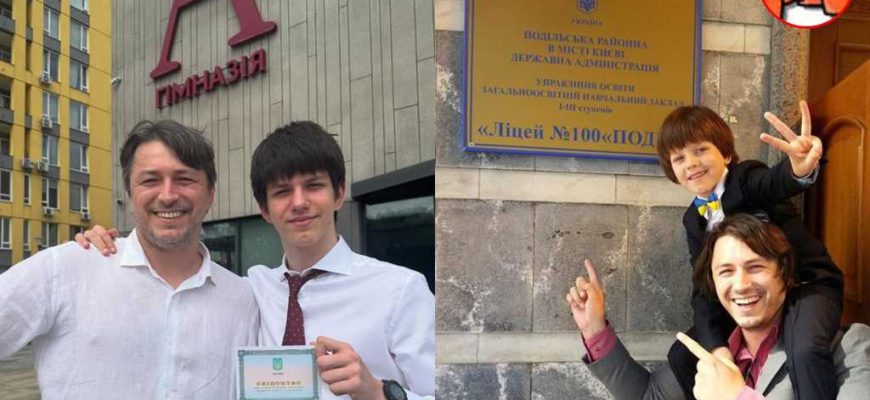 А
ГІМНАЗІЯ
СВІДОЦТВО
УКРАЇНА
ПОДІЛЬСЬКА РАЙОННА
В МІСТІ КИЄВІ
ДЕРЖАВНА АДМІНІСТРАЦІЯ
УПРАВЛІННЯ ОСВІТИ
ЗАГАЛЬНООСВІТНІЙ НАВЧАЛЬНИЙ ЗАКЛАД
І-ІІІ ступенів
«Ліцей №100«ПОД